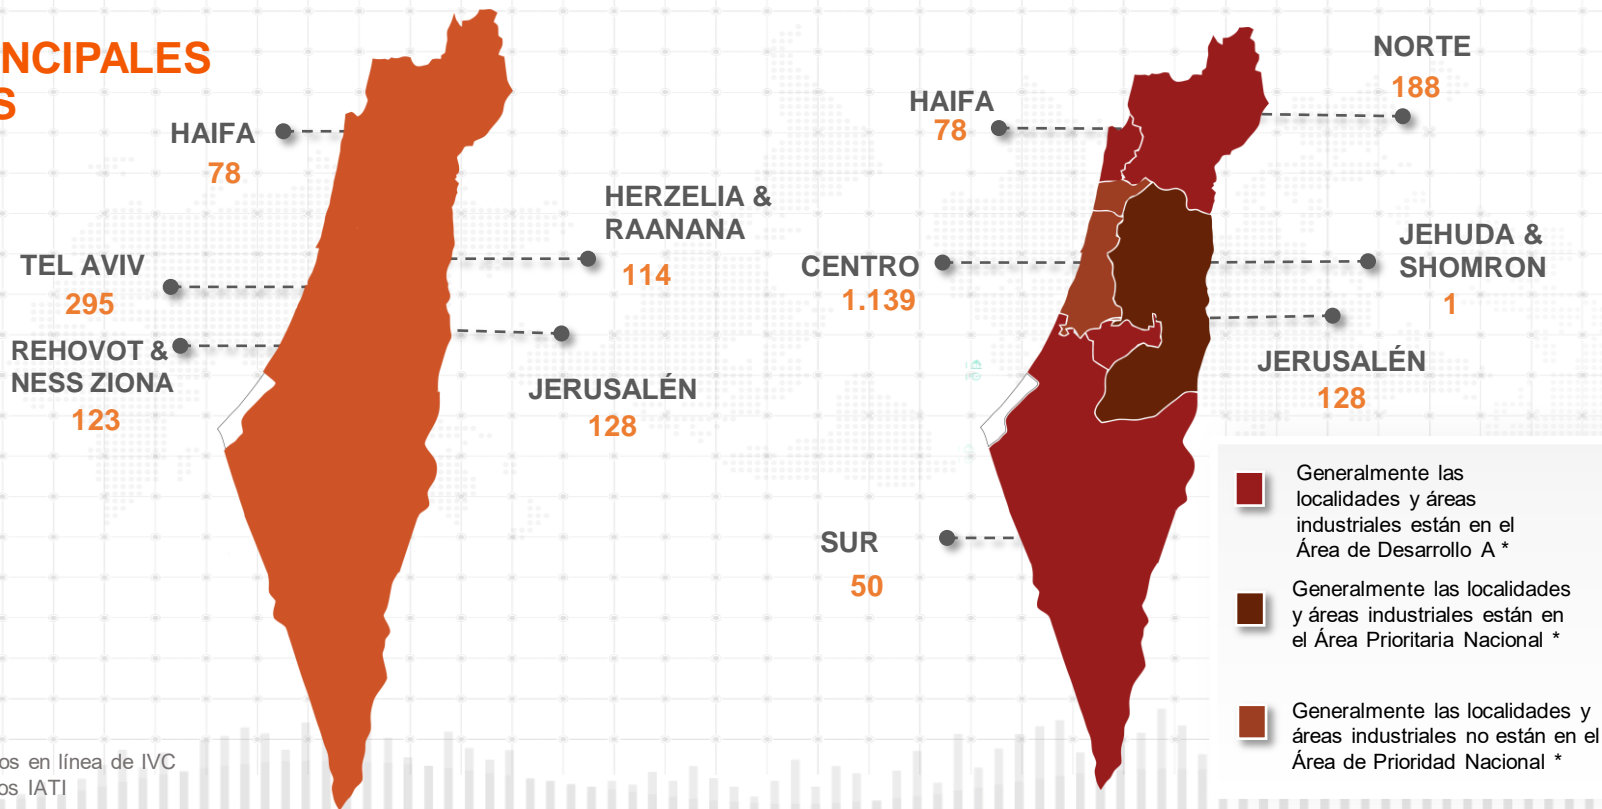 NCIPALES
S
HAIFA
78
HERZELIA &
RAANANA
114
TEL AVIV
295
REHOVOT &
NESS ZIONA
123
JERUSALÉN
128
NORTE
188
HAIFA
78
CENTRO
1.139
JEHUDA &
SHOMRON
1
JERUSALÉN
128
SUR
50
Generalmente las
localidades y áreas
industriales están en el
Área de Desarrollo A *
Generalmente las localidades
y áreas industriales están en
el Área Prioritaria Nacional *
Generalmente las localidades y
áreas industriales no están en el
Área de Prioridad Nacional *
os en línea de IVC
os IATI